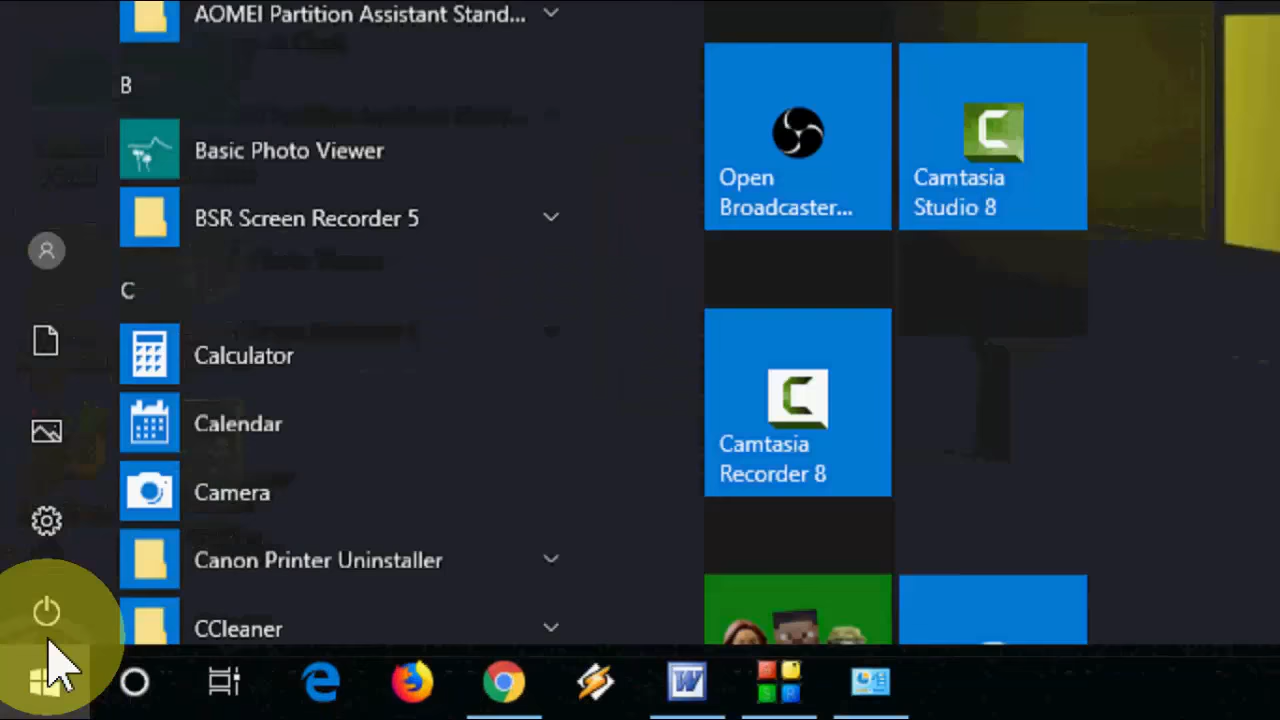 AOMEI Partition Assistant Stand...
B
Basic Photo Viewer
BSR Screen Recorder 5
C
Calculator
Calendar
Camera
Canon Printer Uninstaller
CCleaner
Open
Broadcaster...
Camtasia
Studio 8
Camtasia
Recorder 8